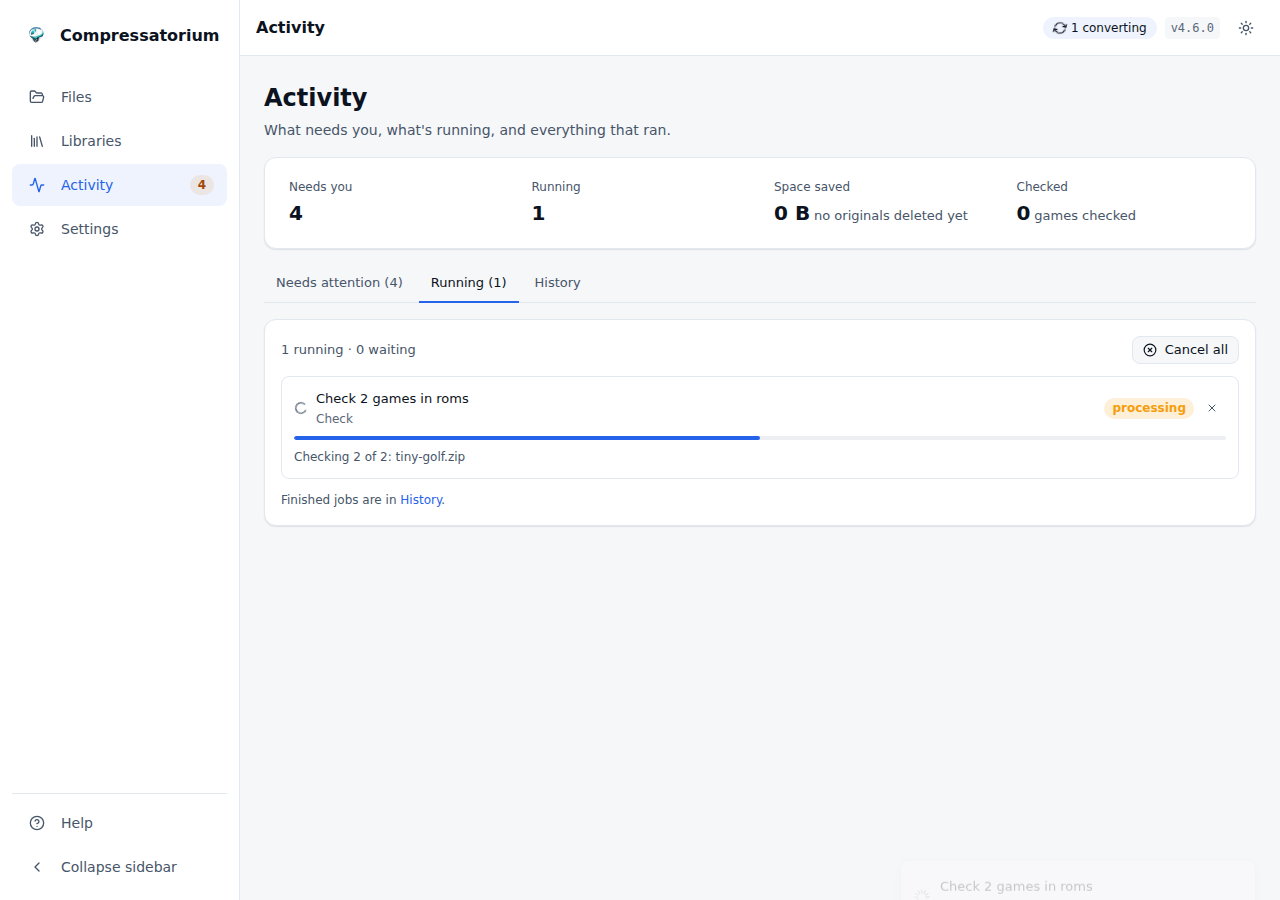 Compressatorium
Activity
1 converting
v4.6.0
Files
Libraries
Activity 4
Settings
Activity
What needs you, what's running, and everything that ran.
Needs you
4
Running
1
Space saved
0 B no originals deleted yet
Checked
0 games checked
Needs attention (4)
Running (1)
History
1 running · 0 waiting
Cancel all
Check 2 games in roms
Check
processing
Checking 2 of 2: tiny-golf.zip
Finished jobs are in History.
Help
Collapse sidebar
Check 2 games in roms